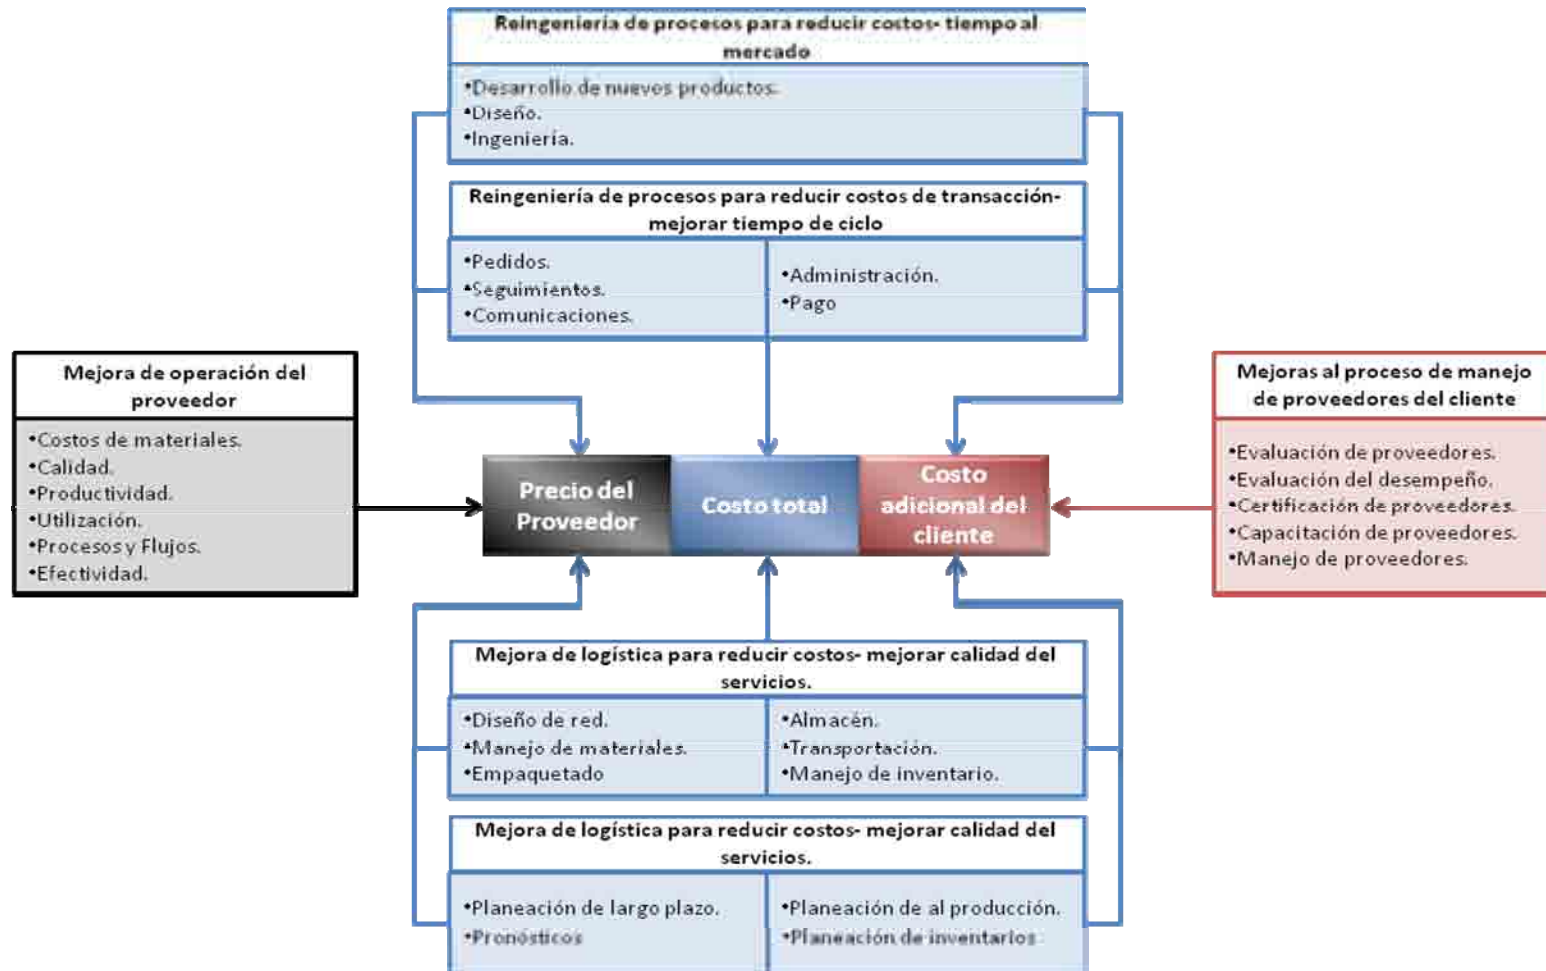 Reingeniería de procesos para reducir costos- tiempo al
mercado
•Desarrollo de nuevos productos.
•Diseño.
•Ingeniería.
Reingeniería de procesos para reducir costos de transacción-
mejorar tiempo de ciclo
•Pedidos.
•Seguimientos.
•Comunicaciones.
•Administración.
•Pago
Mejora de operación del
proveedor
•Costos de materiales.
•Calidad.
•Productividad.
•Utilización.
•Procesos y Flujos.
•Efectividad.
Precio del
Proveedor
Costo total
Costo
adicional del
cliente
Mejoras al proceso de manejo
de proveedores del cliente
•Evaluación de proveedores.
•Evaluación del desempeño.
•Certificación de proveedores.
•Capacitación de proveedores.
•Manejo de proveedores.
Mejora de logística para reducir costos- mejorar calidad del
servicios.
•Diseño de red.
•Manejo de materiales.
•Empaquetado
•Almacén.
•Transportación.
•Manejo de inventario.
Mejora de logística para reducir costos- mejorar calidad del
servicios.
•Planeación de largo plazo.
•Pronósticos
•Planeación de al producción.
•Planeación de inventarios